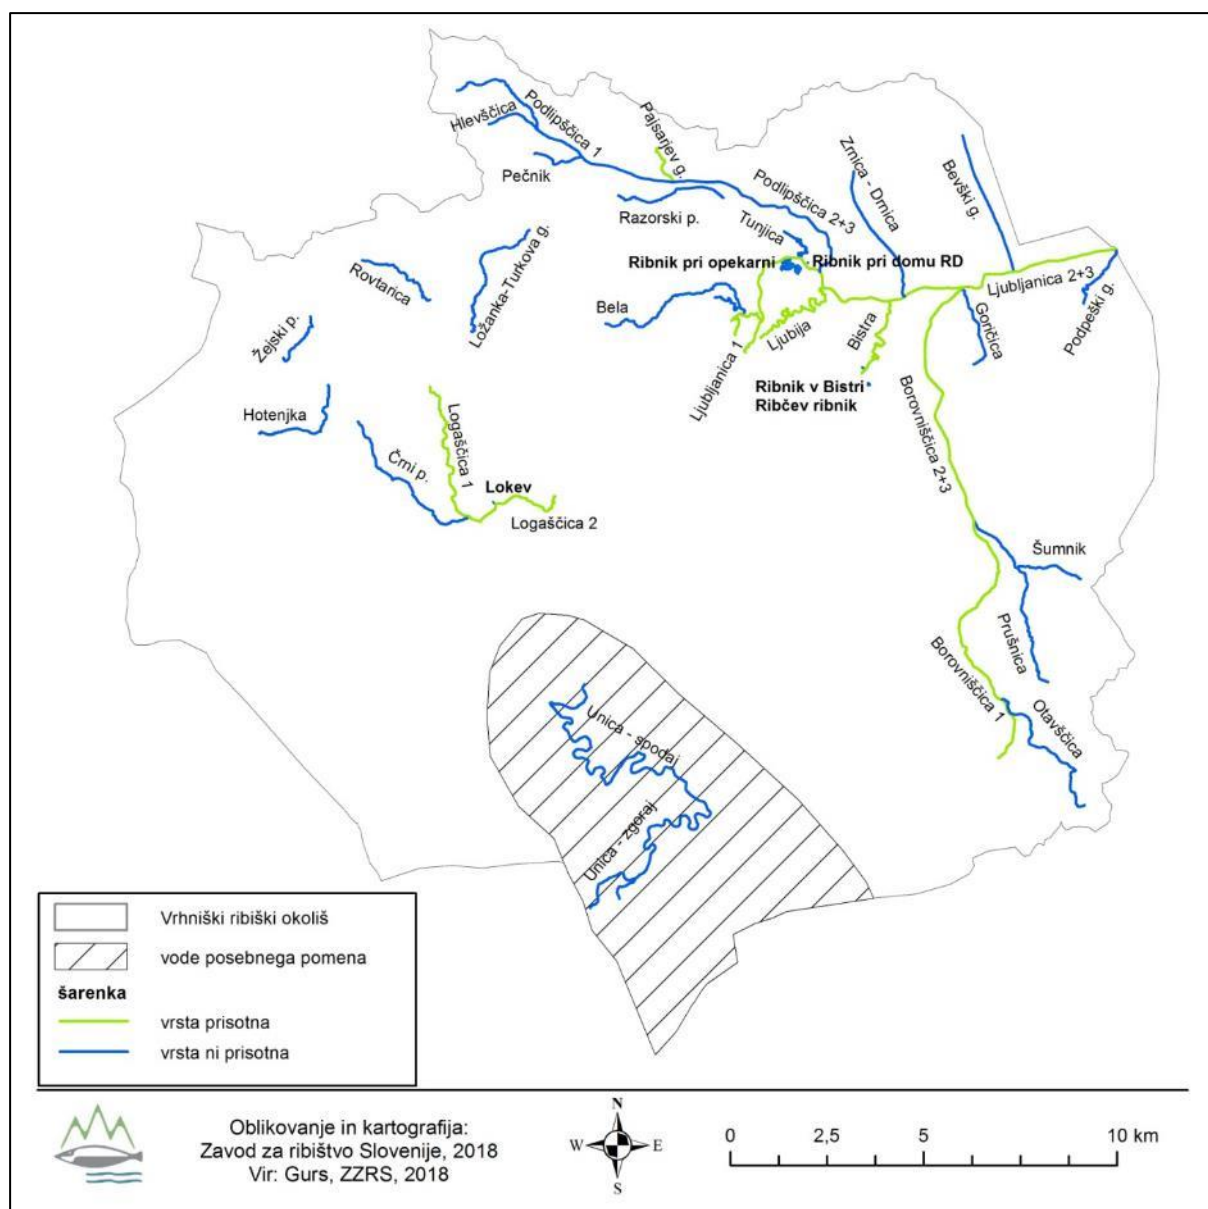 Hlevščica
Podlipščica 1
Pajsarjev g.
Pečnik
Razorski p.
Podlipščica 2+3
Tunjica
Zrnica - Drnica
Bevški g.
Rovtarica
Ložanka-Turkova g.
Ribnik pri opekarni
Ribnik pri domu RD
Ljubljanica 2+3
Podpeški g.
Bela
Ljubljanica 1
Ljubija
Bistra
Goričica
Žejski p.
Ribnik v Bistri
Ribčev ribnik
Hotenjka
Logaščica 1
Borovniščica 2+3
Črni p.
Lokev
Logaščica 2
Šumnik
Prušnica
Borovniščica 1
Otavščica
Unica - spodaj
Unica - zgoraj
Vrhniški ribiški okoliš
vode posebnega pomena
šarenka
vrsta prisotna
vrsta ni prisotna
Oblikovanje in kartografija:
Zavod za ribištvo Slovenije, 2018
Vir: Gurs, ZZRS, 2018
N
W E
S
0 2,5 5 10 km